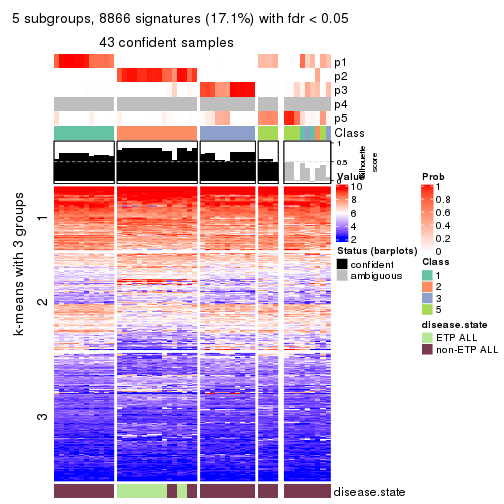 5 subgroups, 8866 signatures (17.1%) with fdr < 0.05
43 confident samples
p1
p2
p3
p4
p5
Class
1
0.5
0
Silhouette
score
k-means with 3 groups
1
2
3
disease.state
Value
10
8
6
4
2
Status (barplots)
confident
ambiguous
Prob
1
0.8
0.6
0.4
0.2
0
Class
1
2
3
5
disease.state
ETP ALL
non-ETP ALL